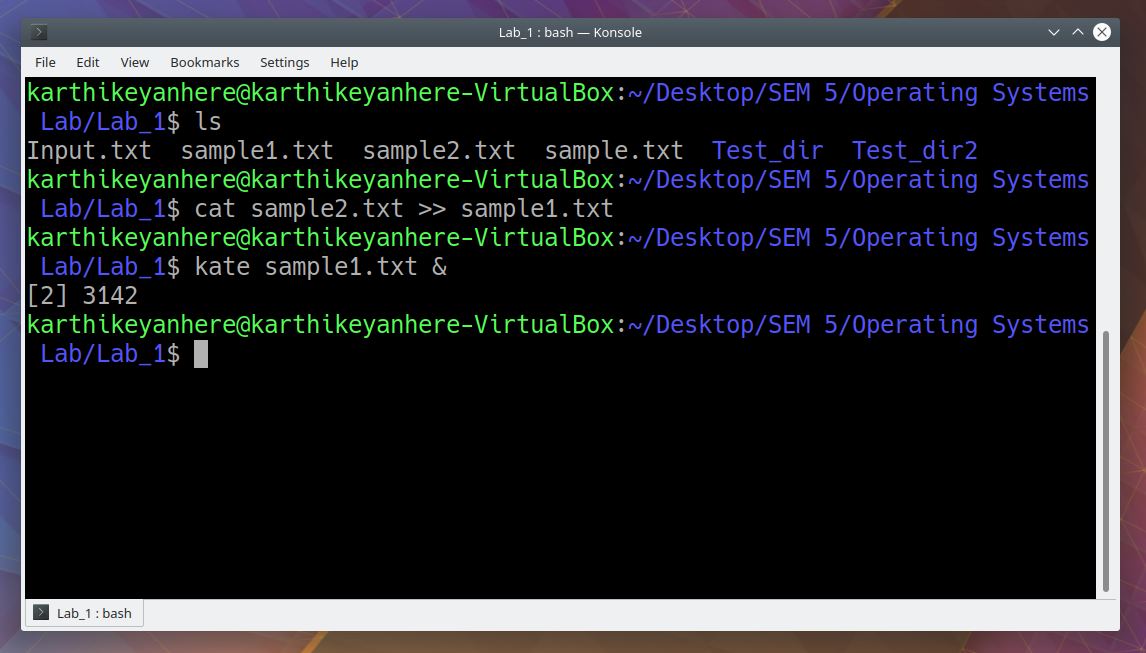 Lab_1 : bash — Konsole
File Edit View Bookmarks Settings Help
karthikeyanhere@karthikeyanhere-VirtualBox:~/Desktop/SEM 5/Operating Systems
 Lab/Lab_1$ ls
Input.txt  sample1.txt  sample2.txt  sample.txt  Test_dir  Test_dir2
karthikeyanhere@karthikeyanhere-VirtualBox:~/Desktop/SEM 5/Operating Systems
 Lab/Lab_1$ cat sample2.txt >> sample1.txt
karthikeyanhere@karthikeyanhere-VirtualBox:~/Desktop/SEM 5/Operating Systems
 Lab/Lab_1$ kate sample1.txt &
[2] 3142
karthikeyanhere@karthikeyanhere-VirtualBox:~/Desktop/SEM 5/Operating Systems
 Lab/Lab_1$
Lab_1 : bash